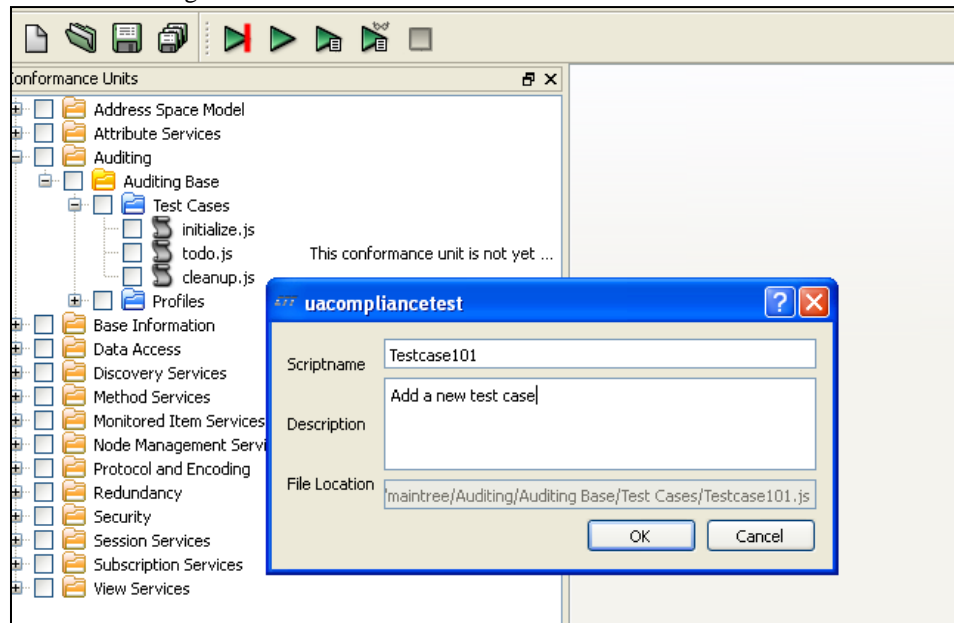 Conformance Units
Address Space Model
Attribute Services
Auditing
Auditing Base
Test Cases
initialize.js
todo.js This conformance unit is not yet ...
cleanup.js
Profiles
Base Information
Data Access
Discovery Services
Method Services
Monitored Item Services
Node Management Servi
Protocol and Encoding
Redundancy
Security
Session Services
Subscription Services
View Services
uacompliancetest
Scriptname Testcase101
Description Add a new test case
File Location 'maintree/Auditing/Auditing Base/Test Cases/Testcase101.js
OK Cancel